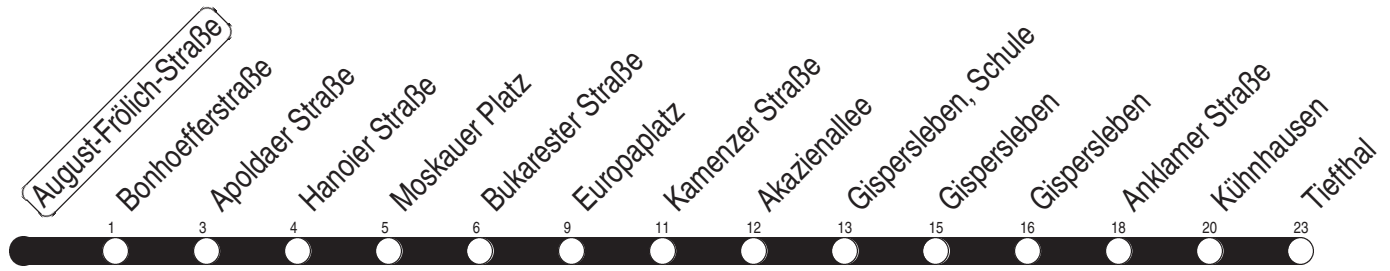 August-Frölich-Straße
Bonhoefferstraße
Apoldaer Straße
Hanoier Straße
Moskauer Platz
Bukarester Straße
Europaplatz
Kamenzer Straße
Akazienallee
Gispersleben, Schule
Gispersleben
Gispersleben
Anklamer Straße
Kühnhausen
Tiefthal
1 3 4 5 6 9 11 12 13 15 16 18 20 23